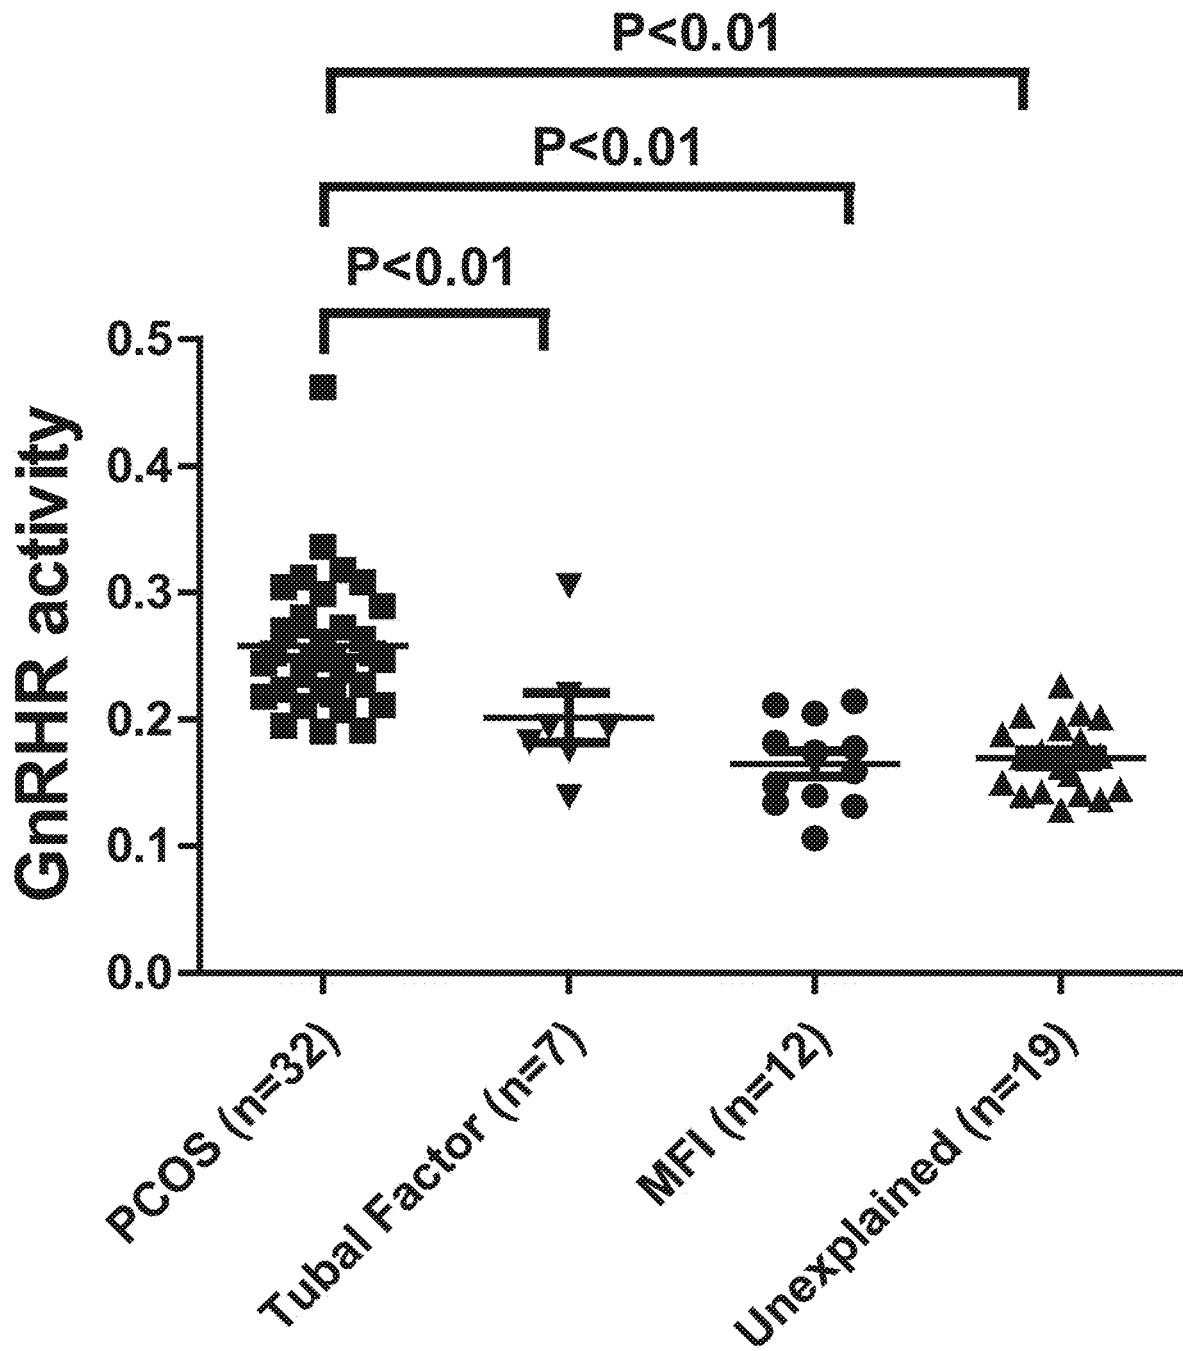 P<0.01
P<0.01
P<0.01
0.5
0.4
0.3
0.2
0.1
0.0
GnRHR activity
PCOS (n=32)
Tubal Factor (n=7)
MFI (n=12)
Unexplained (n=19)